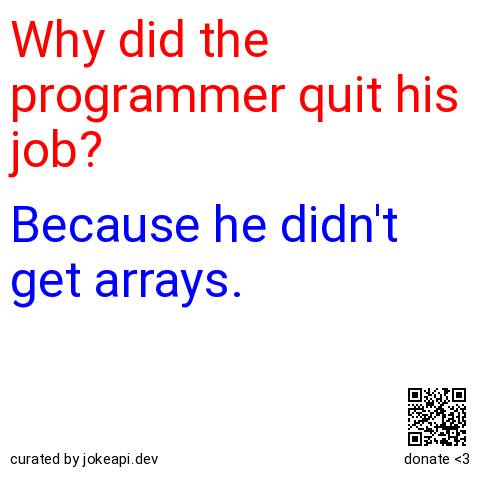 Why did the
programmer quit his
job?
Because he didn't
get arrays.
curated by jokeapi.dev
donate <3